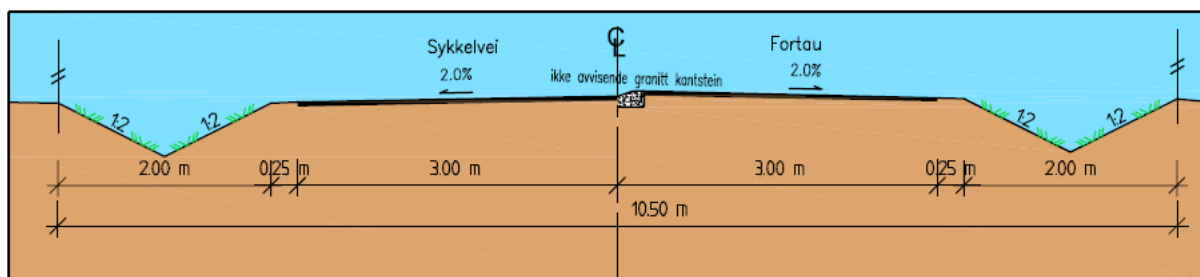 ℄
Sykkelvei
Fortau
2.0%
ikke avvisende granitt kantstein
2.0%
1:2
1:2
1:2
1:2
2.00 m
0.25 m
3.00 m
3.00 m
0.25 m
2.00 m
10.50 m